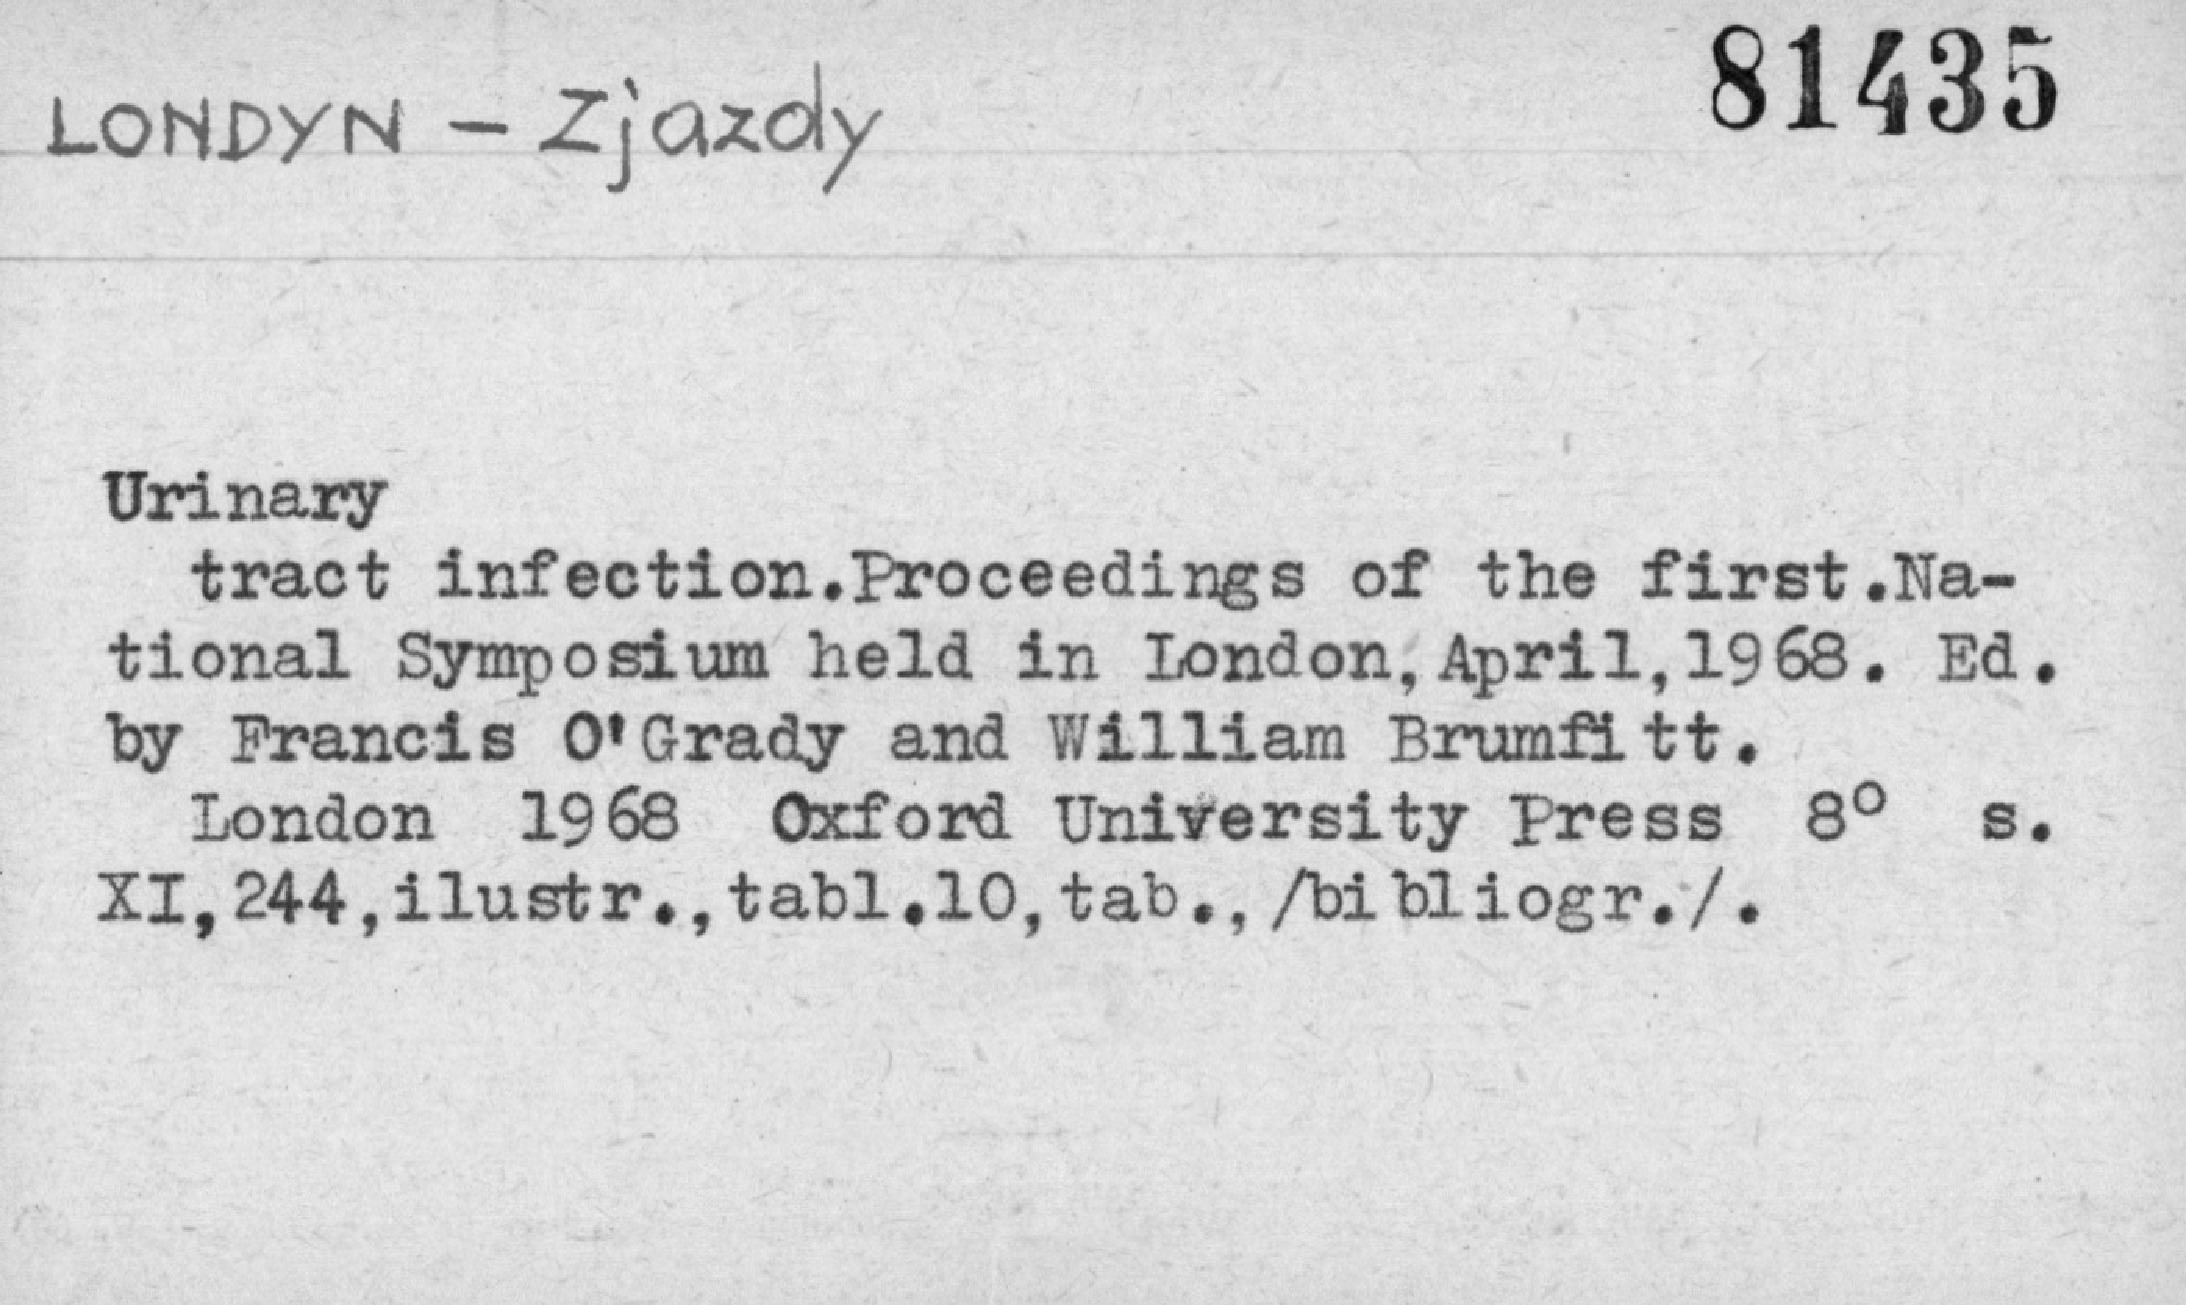 81435
LONDYN - Zjazdy
Urinary
tract infection.Proceedings of the first.Na-
tional Symposium held in London,April,1968. Ed.
by Francis O'Grady and William Brumfitt.
London 1968 Oxford University Press 8° s.
XI,244,ilustr.,tabl.10,tab.,/bibliogr./.